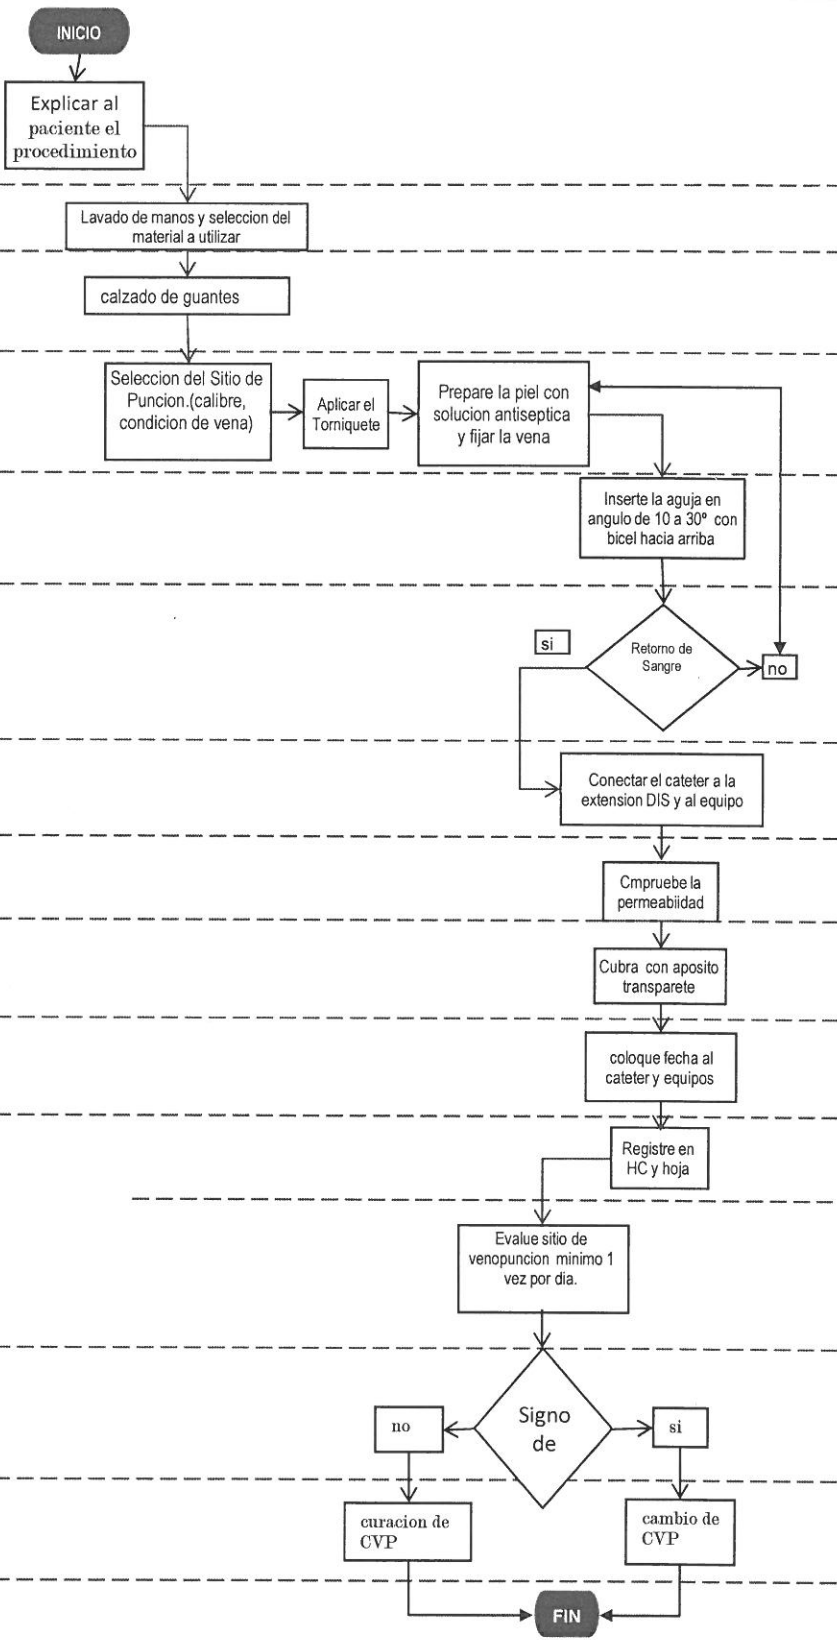 INICIO
Explicar al
paciente el
procedimiento
Lavado de manos y seleccion del
material a utilizar
calzado de guantes
Seleccion del Sitio de
Puncion.(calibre,
condicion de vena)
Aplicar el
Torniquete
Prepare la piel con
solucion antiseptica
y fijar la vena
Inserte la aguja en
angulo de 10 a 30º con
bicel hacia arriba
si
Retorno de
Sangre
no
Conectar el cateter a la
extension DIS y al equipo
Cmpruebe la
permeabiidad
Cubra con aposito
transparete
coloque fecha al
cateter y equipos
Registre en
HC y hoja
Evalue sitio de
venopuncion minimo 1
vez por dia.
Signo
de
no
si
curacion de
CVP
cambio de
CVP
FIN